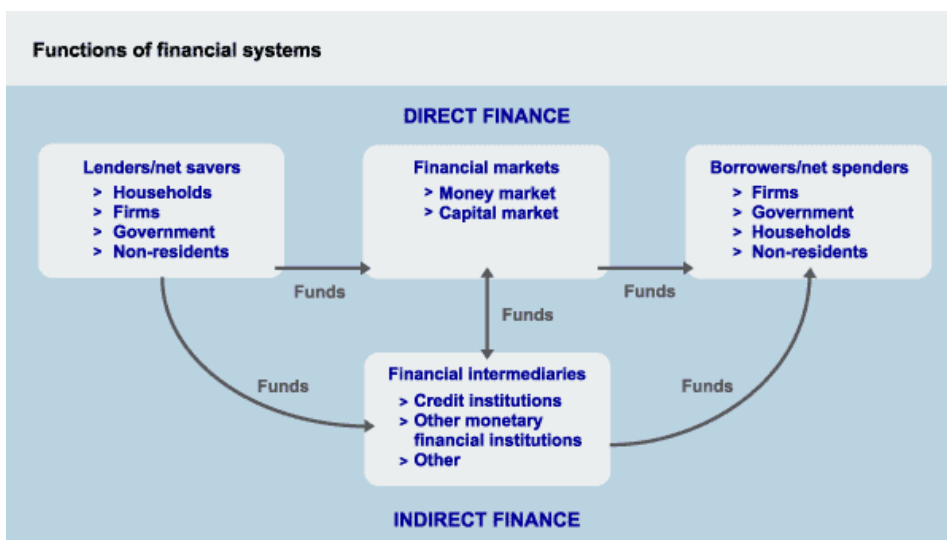 Functions of financial systems
DIRECT FINANCE
Lenders/net savers
> Households
> Firms
> Government
> Non-residents
Financial markets
> Money market
> Capital market
Borrowers/net spenders
> Firms
> Government
> Households
> Non-residents
Funds
Funds
Funds
Funds
Funds
Financial intermediaries
> Credit institutions
> Other monetary
financial institutions
> Other
INDIRECT FINANCE